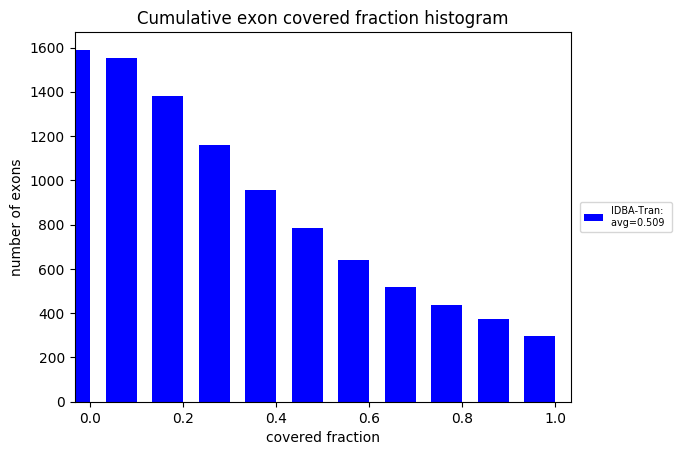 Cumulative exon covered fraction histogram
number of exons
1600
1400
1200
1000
800
600
400
200
0
0.0 0.2 0.4 0.6 0.8 1.0
covered fraction
IDBA-Tran:
avg=0.509